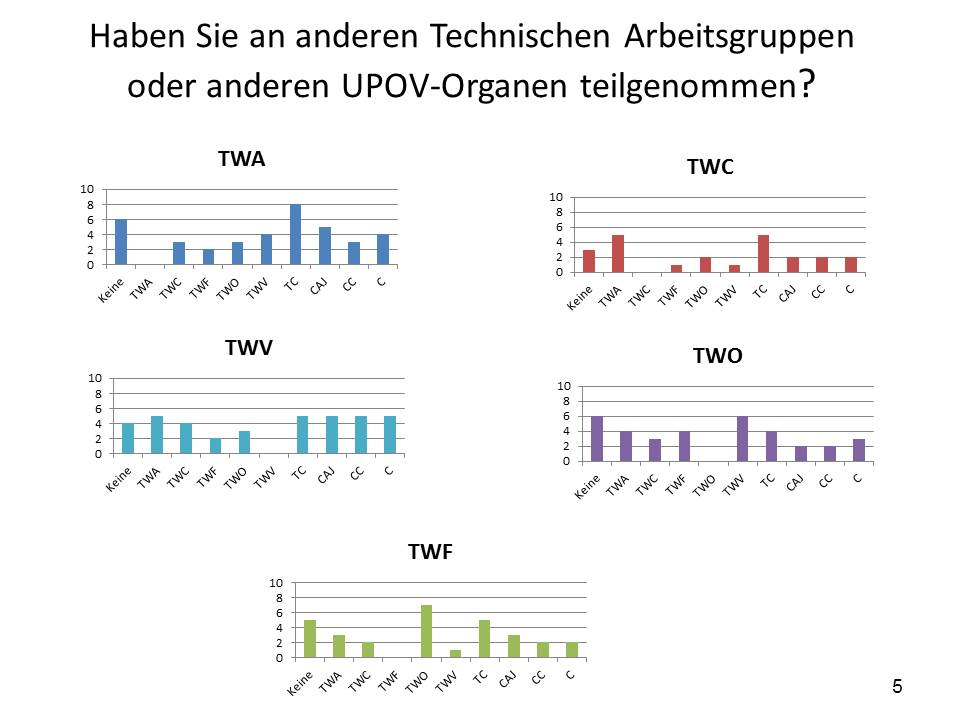 Haben Sie an anderen Technischen Arbeitsgruppen
oder anderen UPOV-Organen teilgenommen?
TWA
10
8
6
4
2
0
Keine TWA TWC TWF TWO TWV TC CAJ CC C
TWC
10
8
6
4
2
0
Keine TWA TWC TWF TWO TWV TC CAJ CC C
TWV
10
8
6
4
2
0
Keine TWA TWC TWF TWO TWV TC CAJ CC C
TWO
10
8
6
4
2
0
Keine TWA TWC TWF TWO TWV TC CAJ CC C
TWF
10
8
6
4
2
0
Keine TWA TWC TWF TWO TWV TC CAJ CC C
5